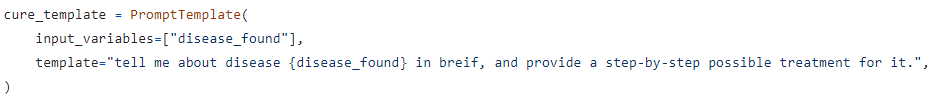 cure_template = PromptTemplate(
    input_variables=["disease_found"],
    template="tell me about disease {disease_found} in breif, and provide a step-by-step possible treatment for it.",
)